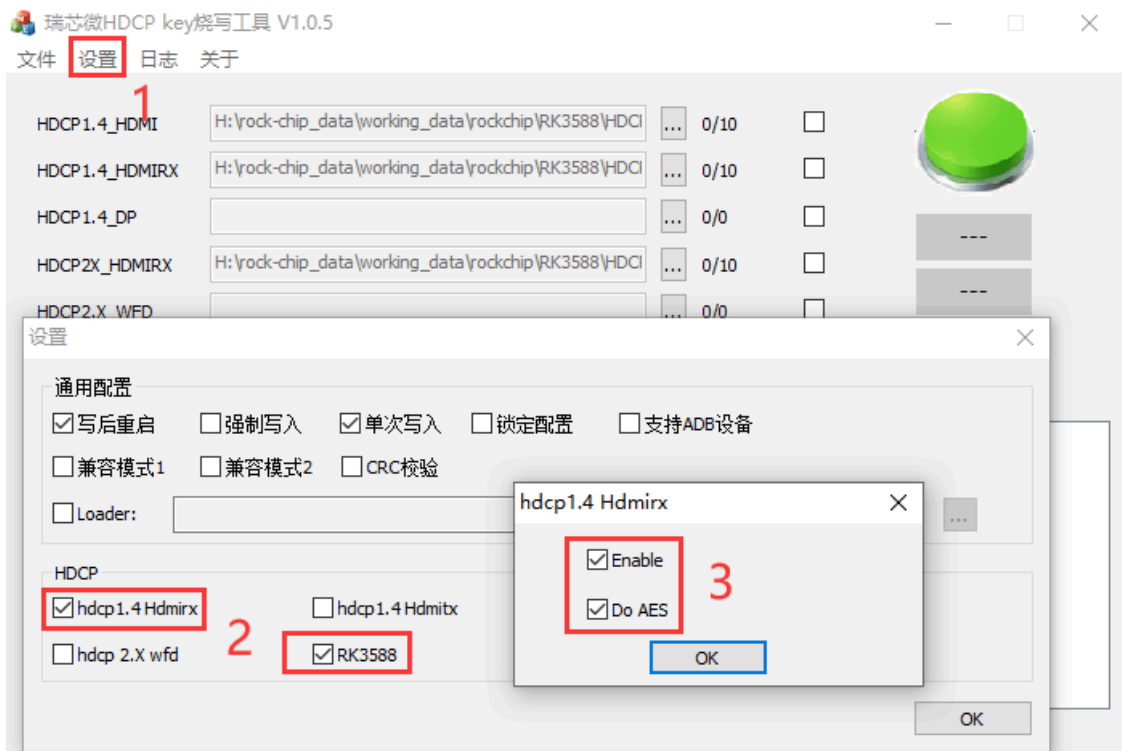 瑞芯微HDCP key烧写工具 V1.0.5
文件 设置 日志 关于
1
HDCP1.4_HDMI H:\rock-chip_data\working_data\rockchip\RK3588\HDCI ... 0/10
HDCP1.4_HDMIRX H:\rock-chip_data\working_data\rockchip\RK3588\HDCI ... 0/10
HDCP1.4_DP ... 0/0
---
HDCP2X_HDMIRX H:\rock-chip_data\working_data\rockchip\RK3588\HDCI ... 0/10
---
HDCP2.X_WFD ... 0/0
设置
通用配置
写后重启 强制写入 单次写入 锁定配置 支持ADB设备
兼容模式1 兼容模式2 CRC校验
Loader: ...
hdcp1.4 Hdmirx
Enable
Do AES
3
OK
HDCP
hdcp1.4 Hdmirx hdcp1.4 Hdmitx
2
hdcp 2.X wfd RK3588
OK